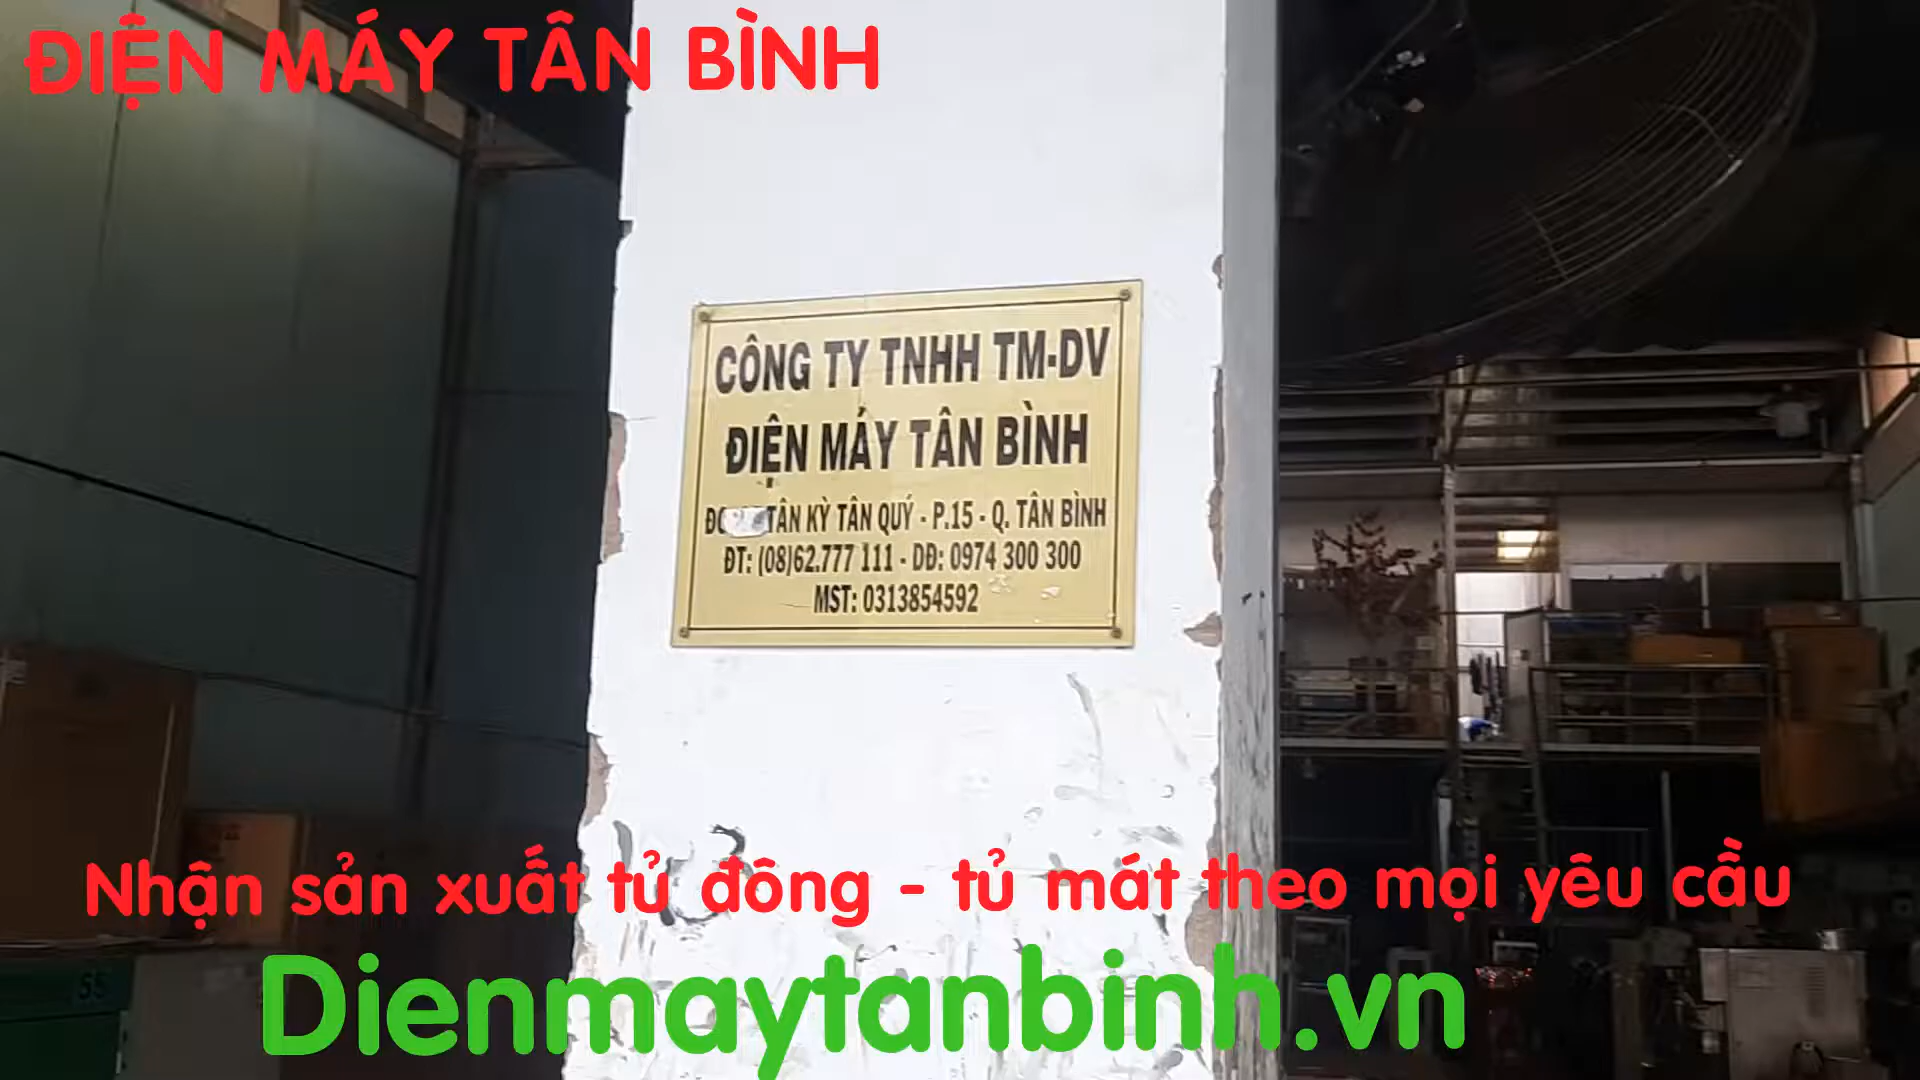 ĐIỆN MÁY TÂN BÌNH
CÔNG TY TNHH TM-DV
ĐIỆN MÁY TÂN BÌNH
TÂN KỲ TÂN QUÝ - P.15 - Q. TÂN BÌNH
ĐT: (08)62.777 111 - DĐ: 0974 300 300
MST: 0313854592
Nhận sản xuất tủ đông - tủ mát theo mọi yêu cầu
55
Dienmaytanbinh.vn